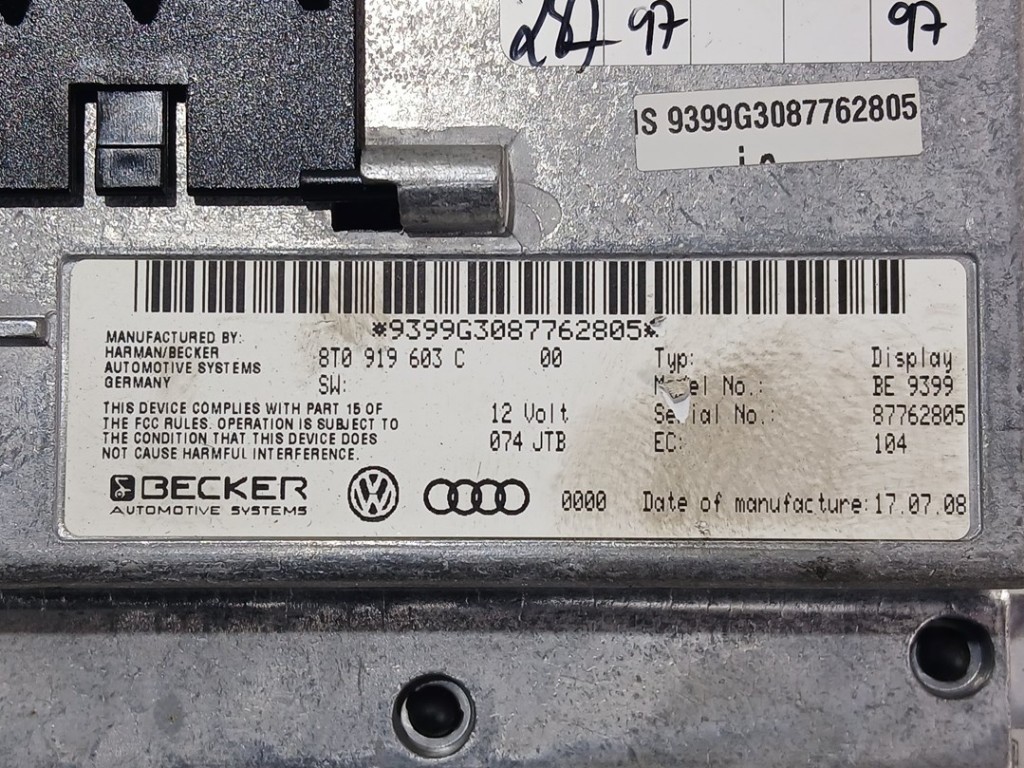 97 97
IS 9399G3087762805
*9399G3087762805*
MANUFACTURED BY:
HARMAN/BECKER
AUTOMOTIVE SYSTEMS
GERMANY
8T0 919 603 C 00
SW:
Typ: Display
Model No.: BE 9399
Serial No.: 87762805
EC: 104
THIS DEVICE COMPLIES WITH PART 15 OF
THE FCC RULES. OPERATION IS SUBJECT TO
THE CONDITION THAT THIS DEVICE DOES
NOT CAUSE HARMFUL INTERFERENCE.
12 Volt
074 JTB
BECKER
AUTOMOTIVE SYSTEMS
VW
0000 Date of manufacture: 17.07.08